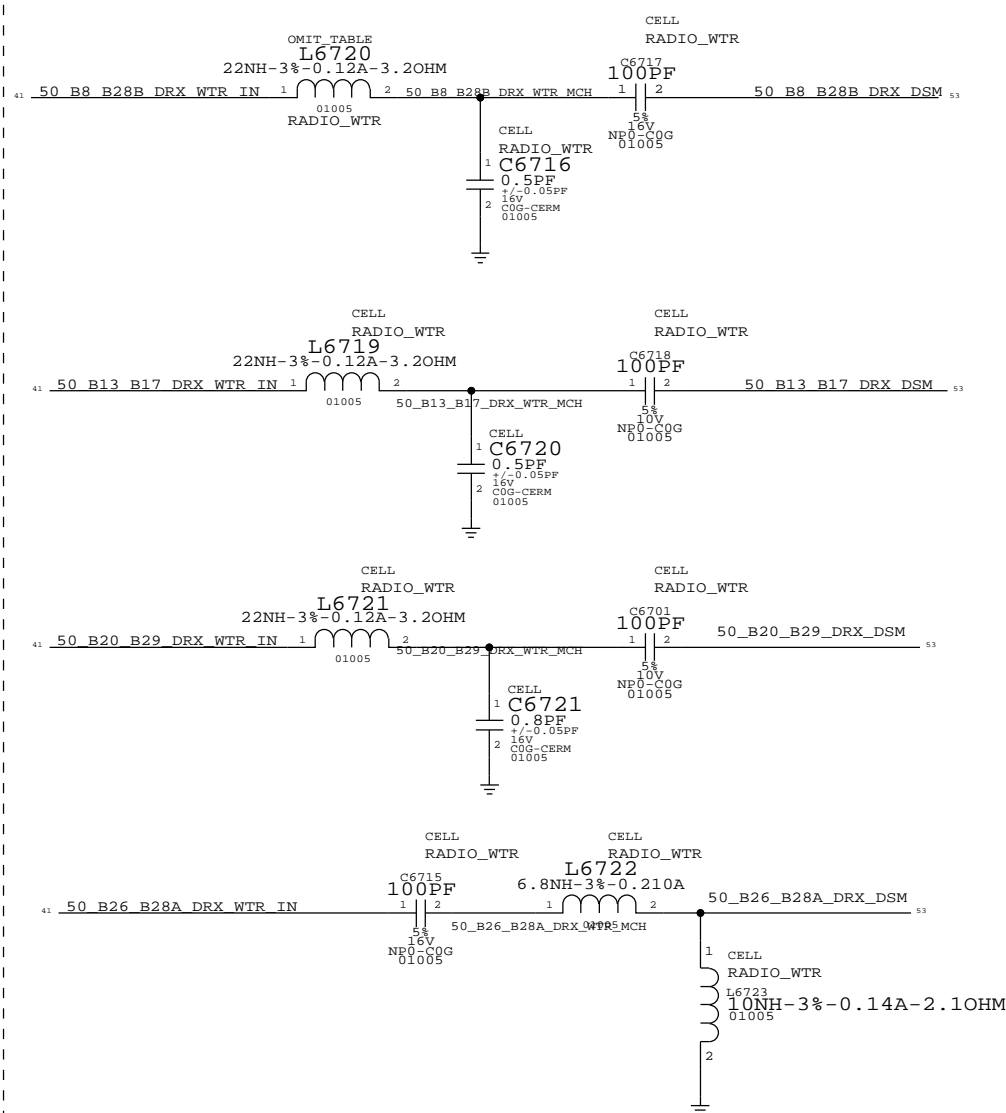 CELL
RADIO_WTR
OMIT_TABLE
L6720
22NH-3%-0.12A-3.2OHM
C6717
100PF
41 50_B8_B28B_DRX_WTR_IN 1 2 50_B8_B28B_DRX_WTR_MCH 1 2 50_B8_B28B_DRX_DSM 53
01005
RADIO_WTR
5%
16V
NP0-C0G
01005
CELL
RADIO_WTR
1 C6716
0.5PF
+/-0.05PF
16V
2 C0G-CERM
01005
CELL
RADIO_WTR
L6719
22NH-3%-0.12A-3.2OHM
CELL
RADIO_WTR
C6718
100PF
41 50_B13_B17_DRX_WTR_IN 1 2 1 2 50_B13_B17_DRX_DSM 53
01005
50_B13_B17_DRX_WTR_MCH
5%
10V
NP0-C0G
01005
CELL
1 C6720
0.5PF
+/-0.05PF
16V
2 C0G-CERM
01005
CELL
RADIO_WTR
L6721
22NH-3%-0.12A-3.2OHM
CELL
RADIO_WTR
C6701
100PF
41 50_B20_B29_DRX_WTR_IN 1 2 1 2 50_B20_B29_DRX_DSM 53
01005
50_B20_B29_DRX_WTR_MCH
5%
10V
NP0-C0G
01005
CELL
1 C6721
0.8PF
+/-0.05PF
16V
2 C0G-CERM
01005
CELL
RADIO_WTR
C6715
100PF
CELL
RADIO_WTR
L6722
6.8NH-3%-0.210A
41 50_B26_B28A_DRX_WTR_IN 1 2 1 2 50_B26_B28A_DRX_DSM 53
5%
16V
NP0-C0G
01005
50_B26_B28A_DRX_WTR_MCH
01005
1 CELL
RADIO_WTR
L6723
10NH-3%-0.14A-2.1OHM
01005
2